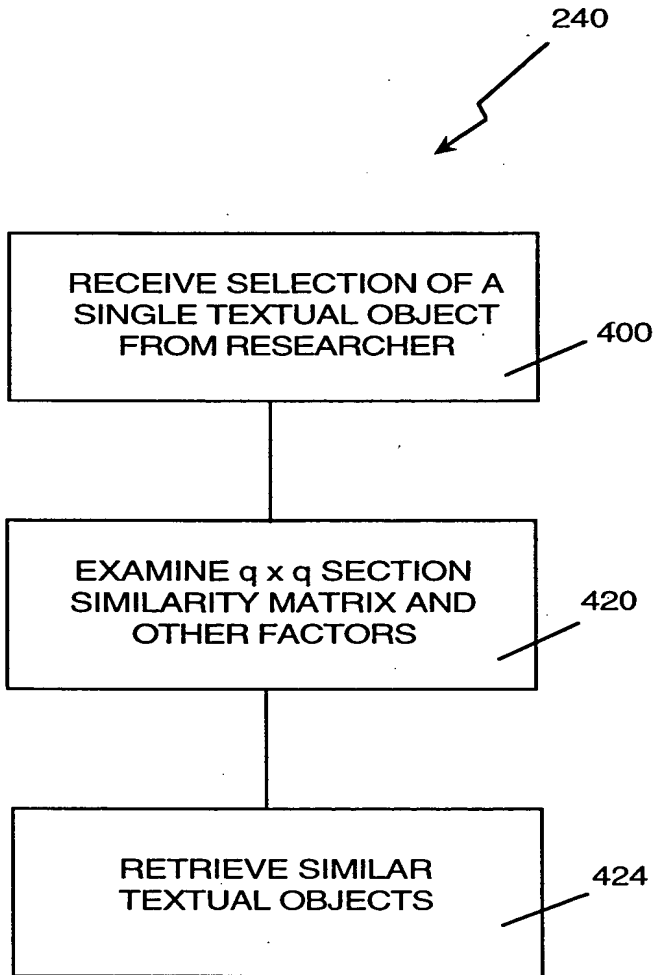 240
RECEIVE SELECTION OF A
SINGLE TEXTUAL OBJECT
FROM RESEARCHER
400
EXAMINE q x q SECTION
SIMILARITY MATRIX AND
OTHER FACTORS
420
RETRIEVE SIMILAR
TEXTUAL OBJECTS
424